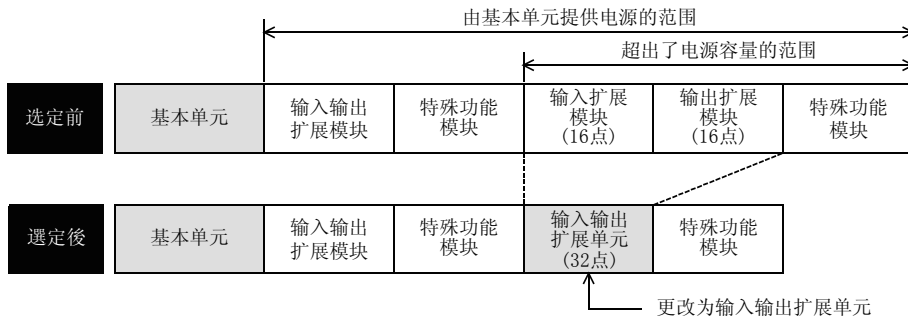 由基本单元提供电源的范围
超出了电源容量的范围
选定前
基本单元
输入输出
扩展模块
特殊功能
模块
输入扩展
模块
(16点)
输出扩展
模块
(16点)
特殊功能
模块
選定後
基本单元
输入输出
扩展模块
特殊功能
模块
输入输出
扩展单元
(32点)
特殊功能
模块
更改为输入输出扩展单元